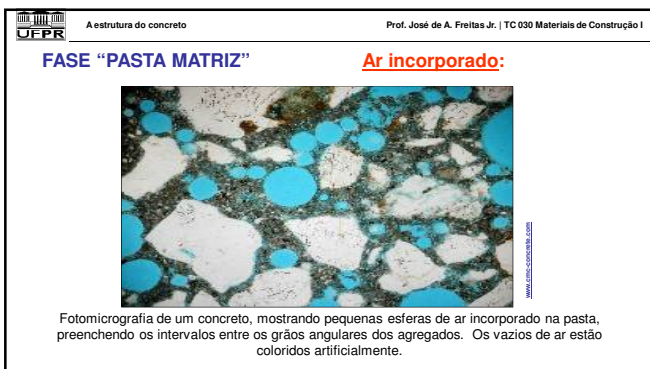 UFPR
A estrutura do concreto
Prof. José de A. Freitas Jr. | TC 030 Materiais de Construção I
FASE “PASTA MATRIZ”
Ar incorporado:
www.cmc-concrete.com
Fotomicrografia de um concreto, mostrando pequenas esferas de ar incorporado na pasta,
preenchendo os intervalos entre os grãos angulares dos agregados. Os vazios de ar estão
coloridos artificialmente.